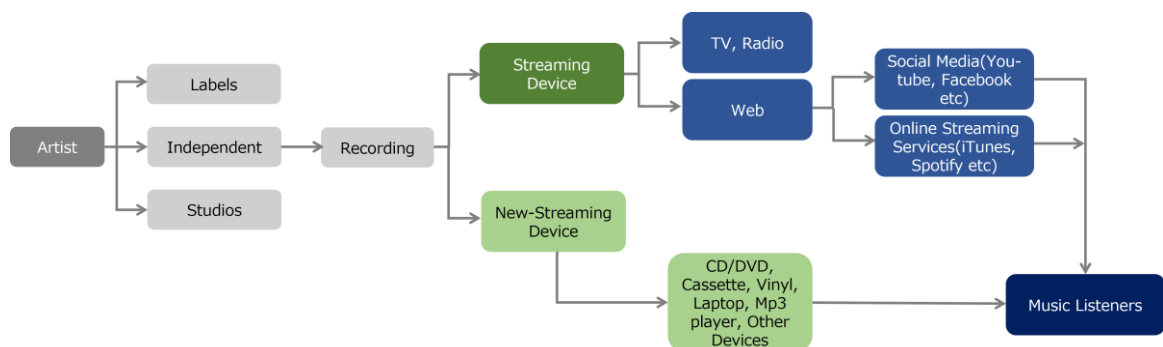 Artist
Labels
Independent
Studios
Recording
Streaming
Device
New-Streaming
Device
TV, Radio
Web
Social Media(You-
tube, Facebook
etc)
Online Streaming
Services(iTunes,
Spotify etc)
CD/DVD,
Cassette, Vinyl,
Laptop, Mp3
player, Other
Devices
Music Listeners